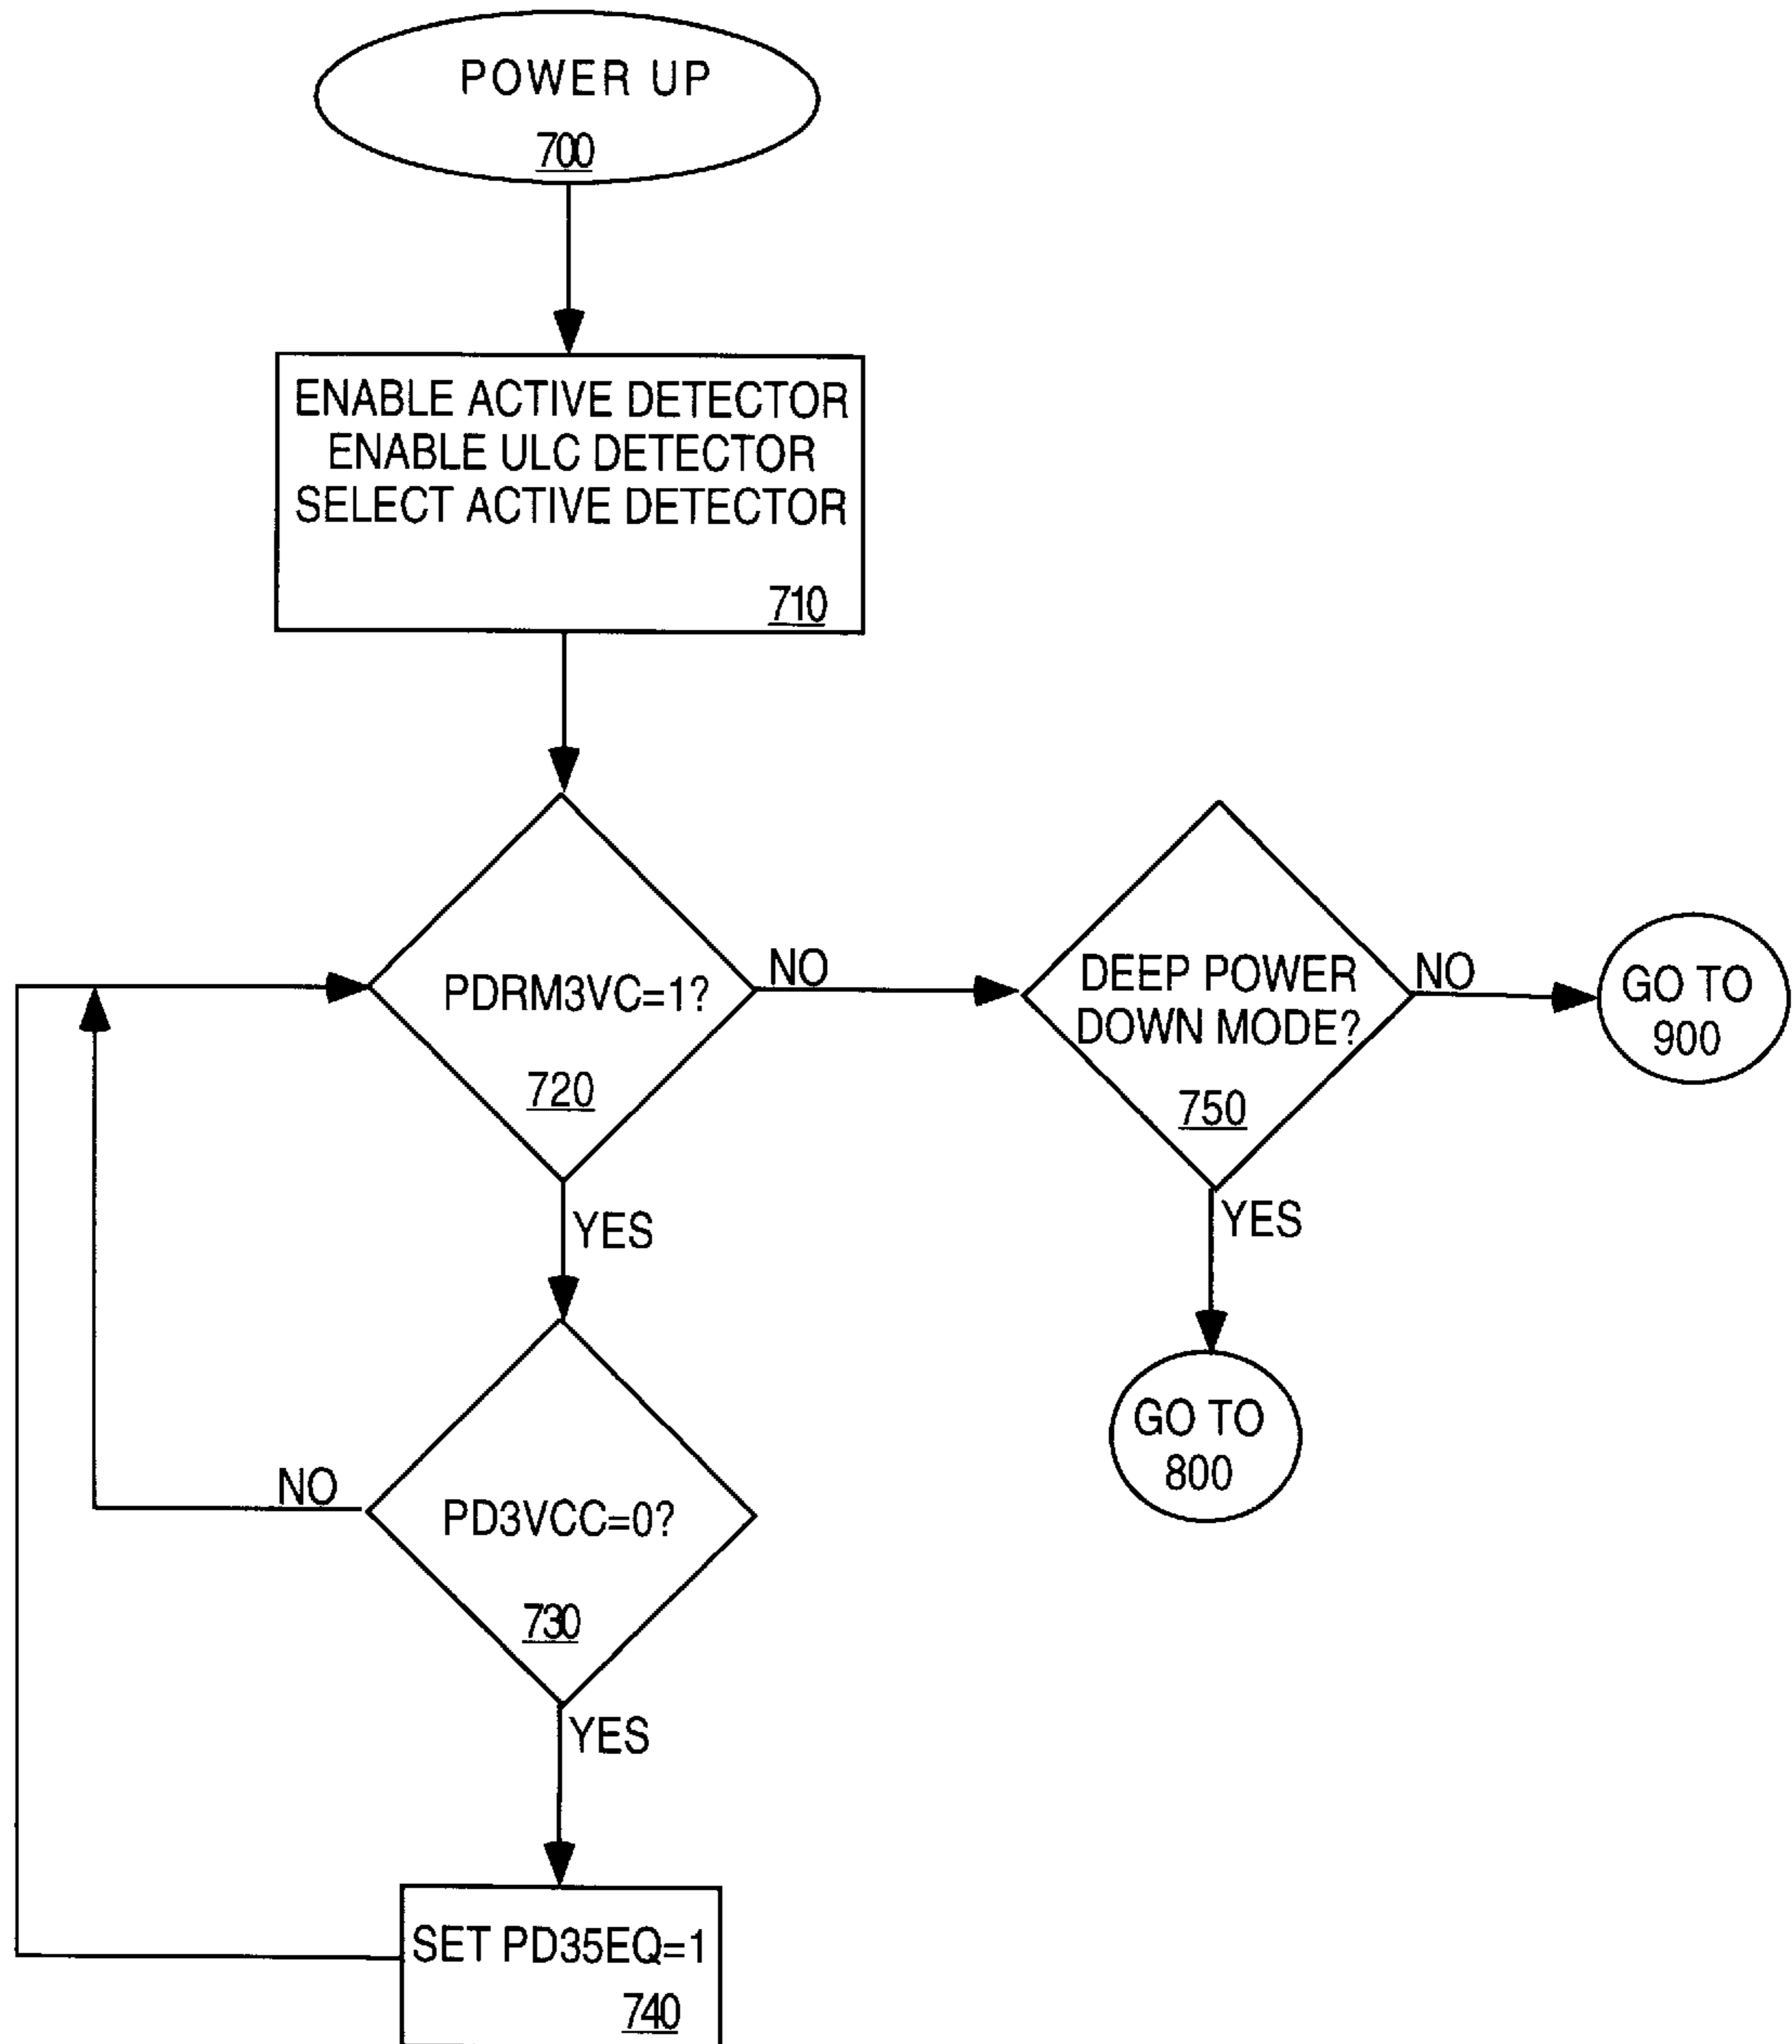 POWER UP
700
ENABLE ACTIVE DETECTOR
ENABLE ULC DETECTOR
SELECT ACTIVE DETECTOR
710
PDRM3VC=1?
720
NO
DEEP POWER
DOWN MODE?
750
NO
GO TO
900
YES
YES
GO TO
800
PD3VCC=0?
730
NO
YES
SET PD35EQ=1
740